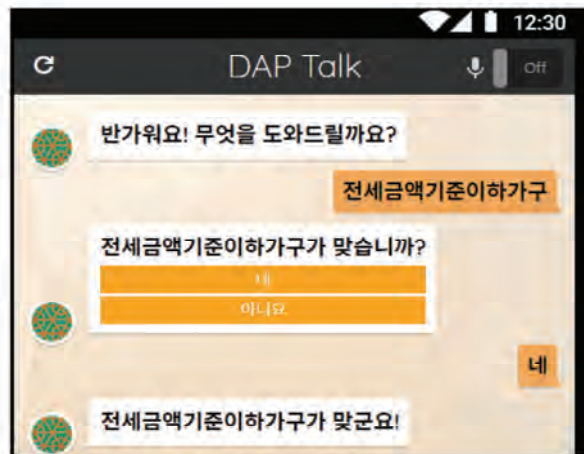 12:30
DAP Talk
Off
반가워요! 무엇을 도와드릴까요?
전세금액기준이하가구
전세금액기준이하가구가 맞습니까?
네
아니요
네
전세금액기준이하가구가 맞군요!